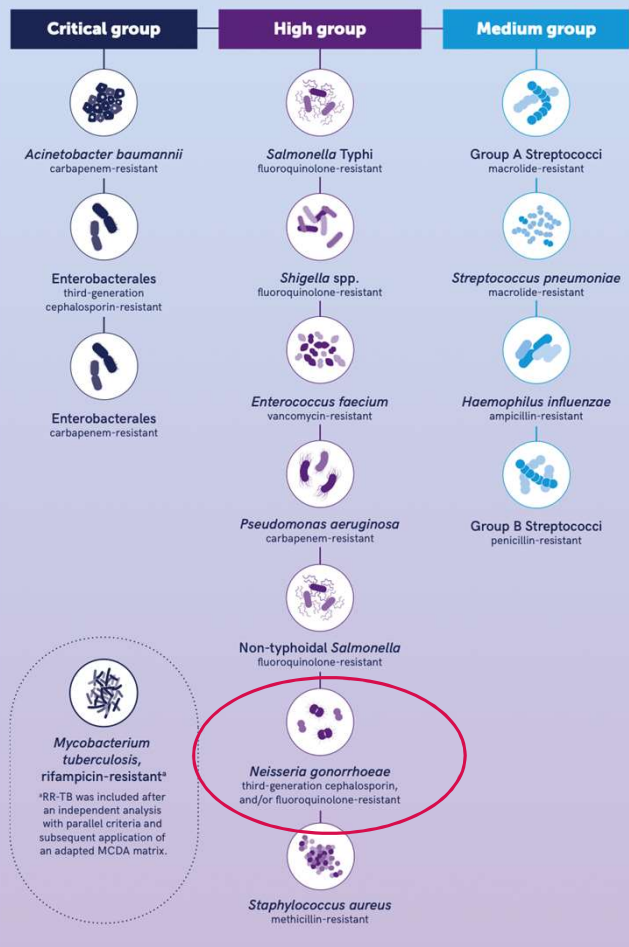 Critical group
High group
Medium group
Acinetobacter baumannii
carbapenem-resistant
Enterobacterales
third-generation
cephalosporin-resistant
Enterobacterales
carbapenem-resistant
Mycobacterium
tuberculosis,
rifampicin-resistantᵃ
ᵃRR-TB was included after
an independent analysis
with parallel criteria and
subsequent application of
an adapted MCDA matrix.
Salmonella Typhi
fluoroquinolone-resistant
Shigella spp.
fluoroquinolone-resistant
Enterococcus faecium
vancomycin-resistant
Pseudomonas aeruginosa
carbapenem-resistant
Non-typhoidal Salmonella
fluoroquinolone-resistant
Neisseria gonorrhoeae
third-generation cephalosporin,
and/or fluoroquinolone-resistant
Staphylococcus aureus
methicillin-resistant
Group A Streptococci
macrolide-resistant
Streptococcus pneumoniae
macrolide-resistant
Haemophilus influenzae
ampicillin-resistant
Group B Streptococci
penicillin-resistant